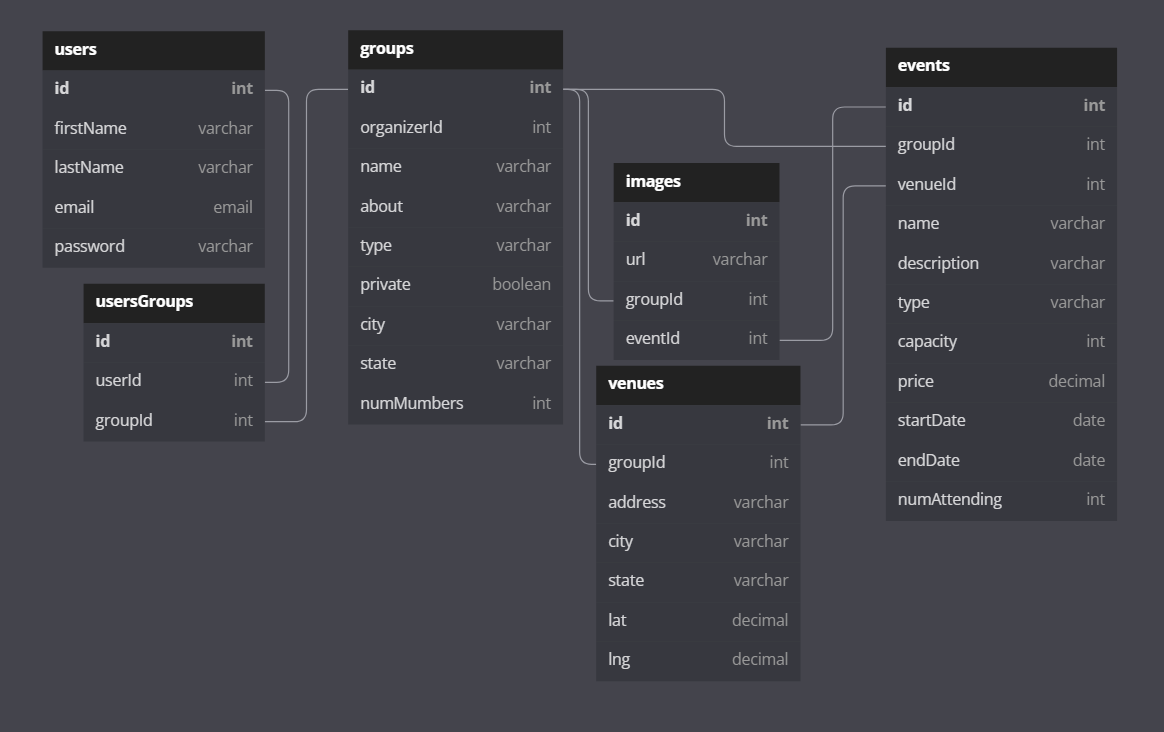 users
id int
firstName varchar
lastName varchar
email email
password varchar
usersGroups
id int
userId int
groupId int
groups
id int
organizerId int
name varchar
about varchar
type varchar
private boolean
city varchar
state varchar
numMumbers int
images
id int
url varchar
groupId int
eventId int
venues
id int
groupId int
address varchar
city varchar
state varchar
lat decimal
lng decimal
events
id int
groupId int
venueId int
name varchar
description varchar
type varchar
capacity int
price decimal
startDate date
endDate date
numAttending int